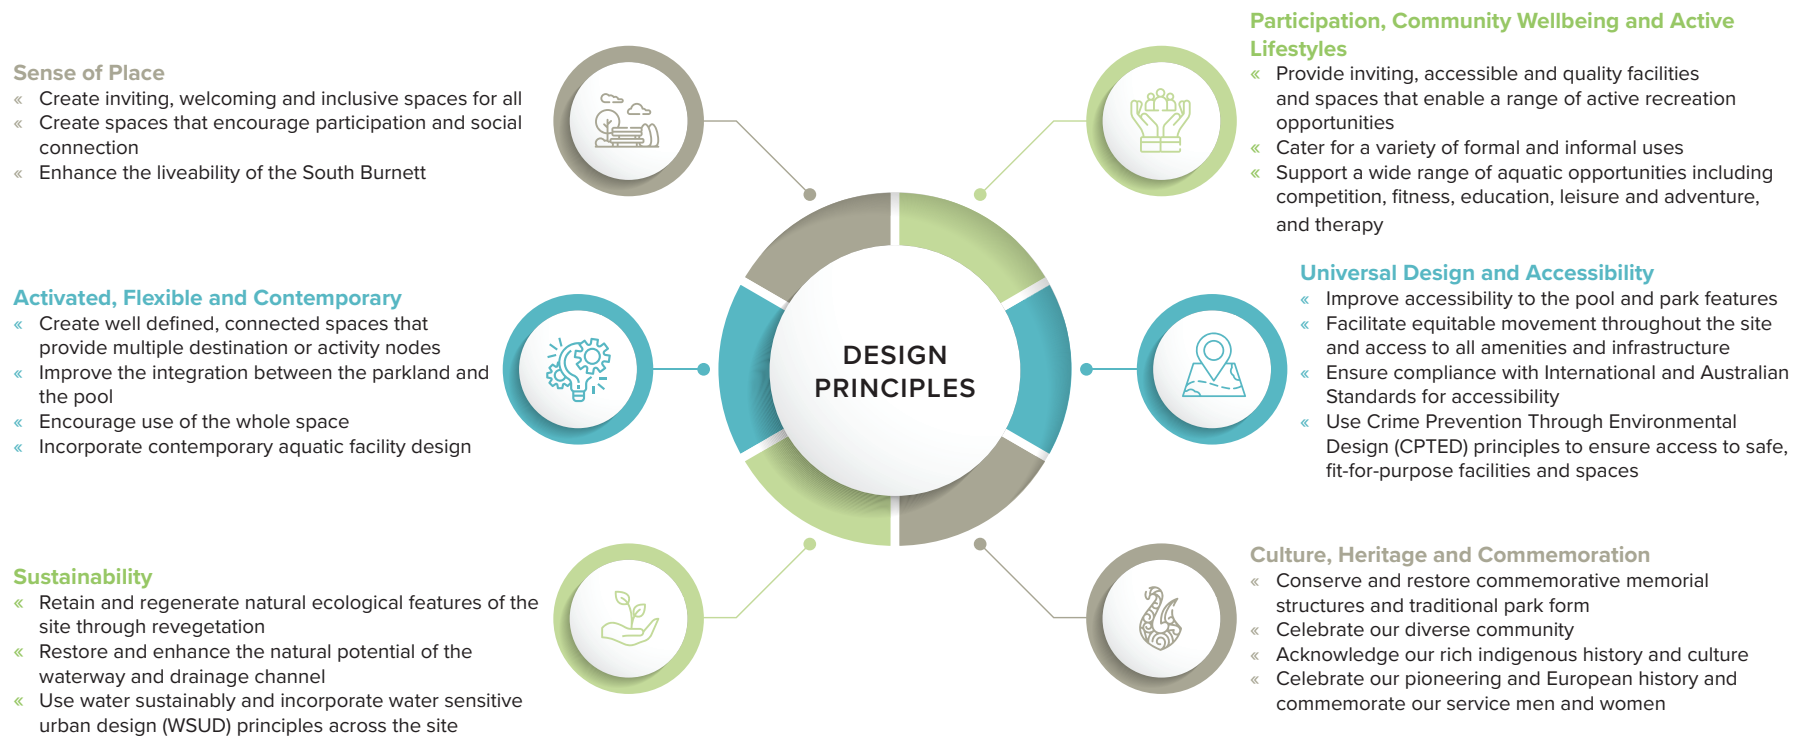 Sense of Place
« Create inviting, welcoming and inclusive spaces for all
« Create spaces that encourage participation and social
connection
« Enhance the liveability of the South Burnett
Activated, Flexible and Contemporary
« Create well defined, connected spaces that
provide multiple destination or activity nodes
« Improve the integration between the parkland and
the pool
« Encourage use of the whole space
« Incorporate contemporary aquatic facility design
Sustainability
« Retain and regenerate natural ecological features of the
site through revegetation
« Restore and enhance the natural potential of the
waterway and drainage channel
« Use water sustainably and incorporate water sensitive
urban design (WSUD) principles across the site
DESIGN
PRINCIPLES
Participation, Community Wellbeing and Active
Lifestyles
« Provide inviting, accessible and quality facilities
and spaces that enable a range of active recreation
opportunities
« Cater for a variety of formal and informal uses
« Support a wide range of aquatic opportunities including
competition, fitness, education, leisure and adventure,
and therapy
Universal Design and Accessibility
« Improve accessibility to the pool and park features
« Facilitate equitable movement throughout the site
and access to all amenities and infrastructure
« Ensure compliance with International and Australian
Standards for accessibility
« Use Crime Prevention Through Environmental
Design (CPTED) principles to ensure access to safe,
fit-for-purpose facilities and spaces
Culture, Heritage and Commemoration
« Conserve and restore commemorative memorial
structures and traditional park form
« Celebrate our diverse community
« Acknowledge our rich indigenous history and culture
« Celebrate our pioneering and European history and
commemorate our service men and women